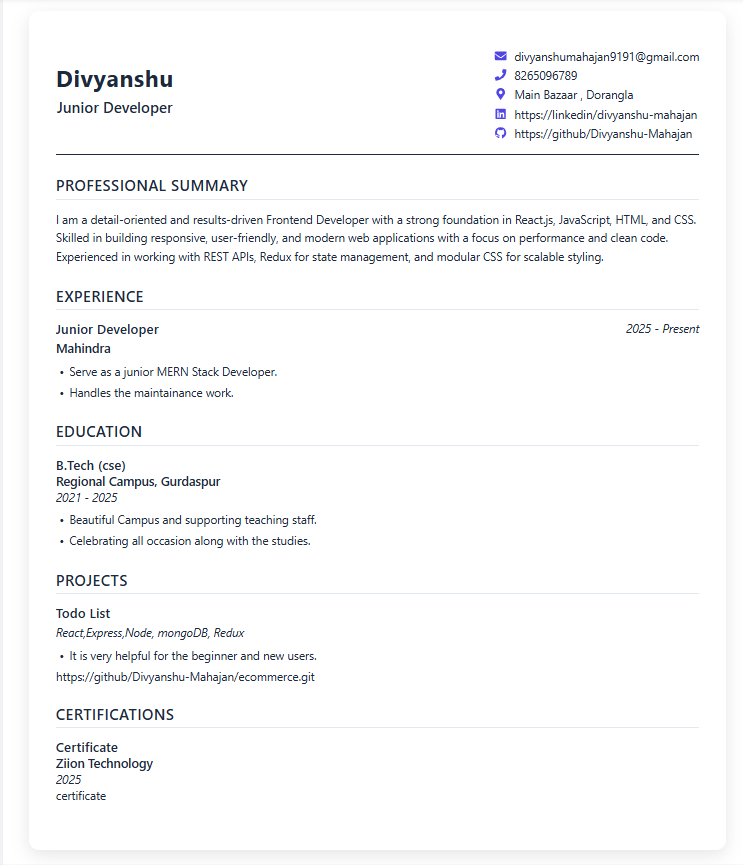 Divyanshu
Junior Developer
divyanshumahajan9191@gmail.com
8265096789
Main Bazaar , Dorangla
https://linkedin/divyanshu-mahajan
https://github/Divyanshu-Mahajan
PROFESSIONAL SUMMARY
I am a detail-oriented and results-driven Frontend Developer with a strong foundation in React.js, JavaScript, HTML, and CSS.
Skilled in building responsive, user-friendly, and modern web applications with a focus on performance and clean code.
Experienced in working with REST APIs, Redux for state management, and modular CSS for scalable styling.
EXPERIENCE
Junior Developer 2025 - Present
Mahindra
• Serve as a junior MERN Stack Developer.
• Handles the maintainance work.
EDUCATION
B.Tech (cse)
Regional Campus, Gurdaspur
2021 - 2025
• Beautiful Campus and supporting teaching staff.
• Celebrating all occasion along with the studies.
PROJECTS
Todo List
React,Express,Node, mongoDB, Redux
• It is very helpful for the beginner and new users.
https://github/Divyanshu-Mahajan/ecommerce.git
CERTIFICATIONS
Certificate
Ziion Technology
2025
certificate